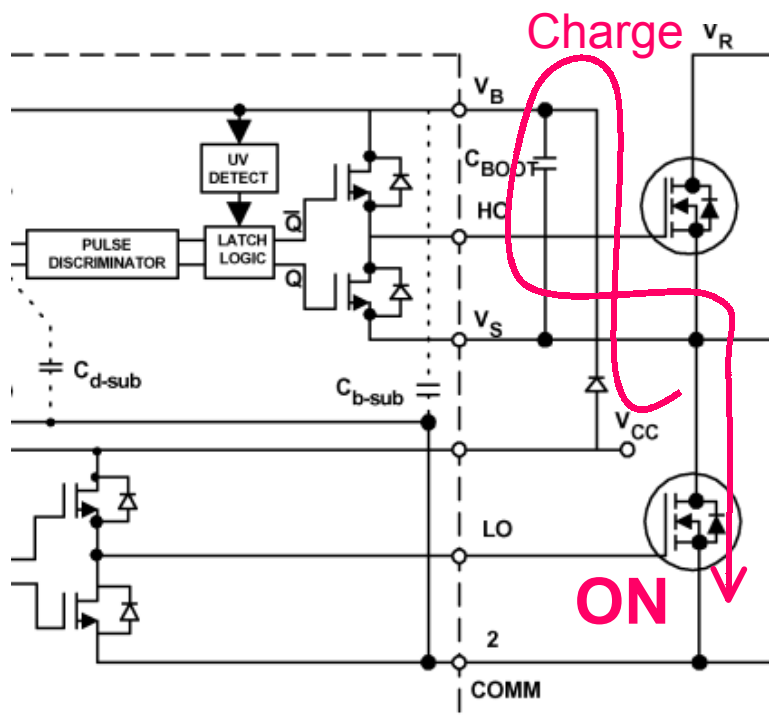 Charge
VR
VB
CBOOT
UV
DETECT
HO
Q̅
PULSE
DISCRIMINATOR
LATCH
LOGIC
Q
VS
Cd-sub
Cb-sub
VCC
LO
ON
2
COMM